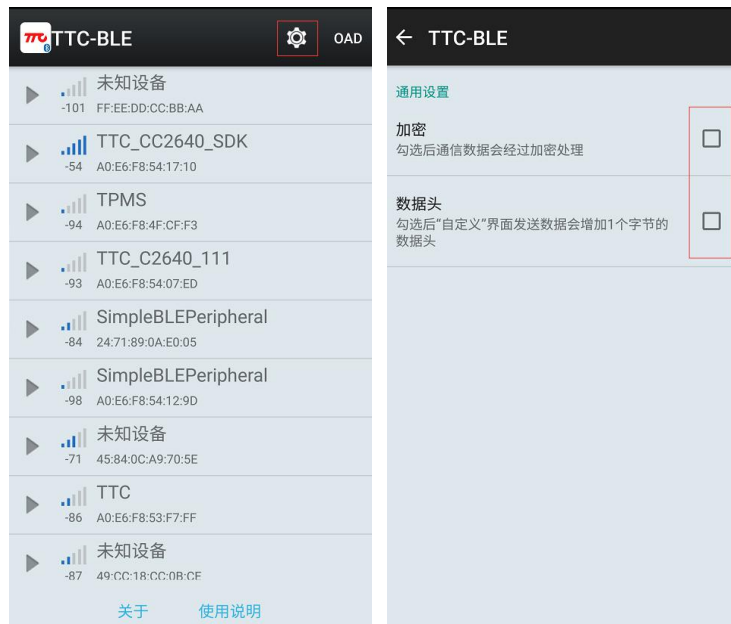 TTC TTC-BLE OAD
未知设备
-101 FF:EE:DD:CC:BB:AA
TTC_CC2640_SDK
-54 A0:E6:F8:54:17:10
TPMS
-94 A0:E6:F8:4F:CF:F3
TTC_C2640_111
-93 A0:E6:F8:54:07:ED
SimpleBLEPeripheral
-84 24:71:89:0A:E0:05
SimpleBLEPeripheral
-98 A0:E6:F8:54:12:9D
未知设备
-71 45:84:0C:A9:70:5E
TTC
-86 A0:E6:F8:53:F7:FF
未知设备
-87 49:CC:18:CC:0B:CE
关于 使用说明
TTC-BLE
通用设置
加密
勾选后通信数据会经过加密处理
数据头
勾选后“自定义”界面发送数据会增加1个字节的
数据头